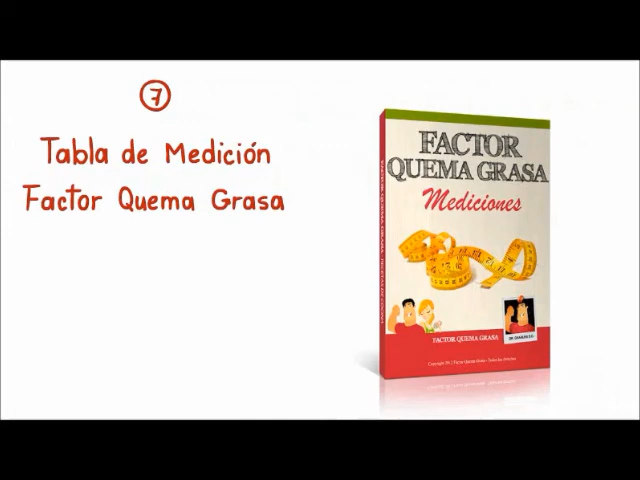 7
Tabla de Medición
Factor Quema Grasa
FACTOR
QUEMA GRASA
Mediciones
FACTOR QUEMA GRASA